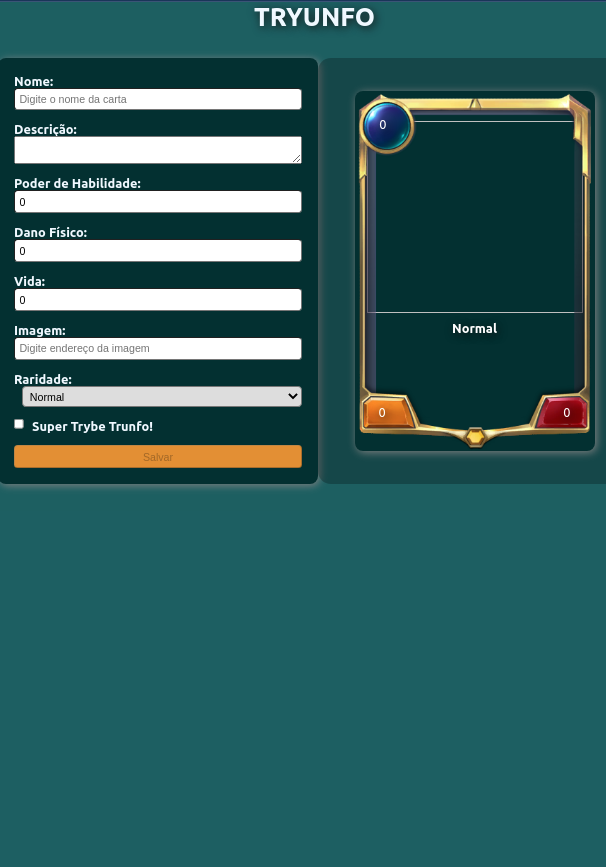 TRYUNFO
Nome:
Digite o nome da carta
Descrição:
Poder de Habilidade:
0
Dano Físico:
0
Vida:
0
Imagem:
Digite endereço da imagem
Raridade:
Normal
Super Trybe Trunfo!
Salvar
0
Normal
0
0